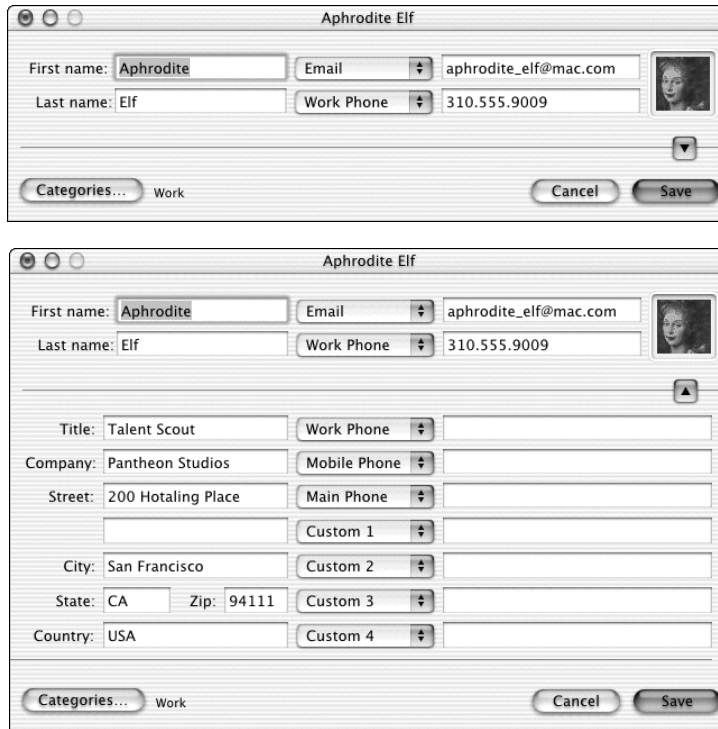 Aphrodite Elf
First name: Aphrodite Email aphrodite_elf@mac.com
Last name: Elf Work Phone 310.555.9009
Categories... Work Cancel Save
Aphrodite Elf
First name: Aphrodite Email aphrodite_elf@mac.com
Last name: Elf Work Phone 310.555.9009
Title: Talent Scout Work Phone
Company: Pantheon Studios Mobile Phone
Street: 200 Hotaling Place Main Phone
Custom 1
City: San Francisco Custom 2
State: CA Zip: 94111 Custom 3
Country: USA Custom 4
Categories... Work Cancel Save